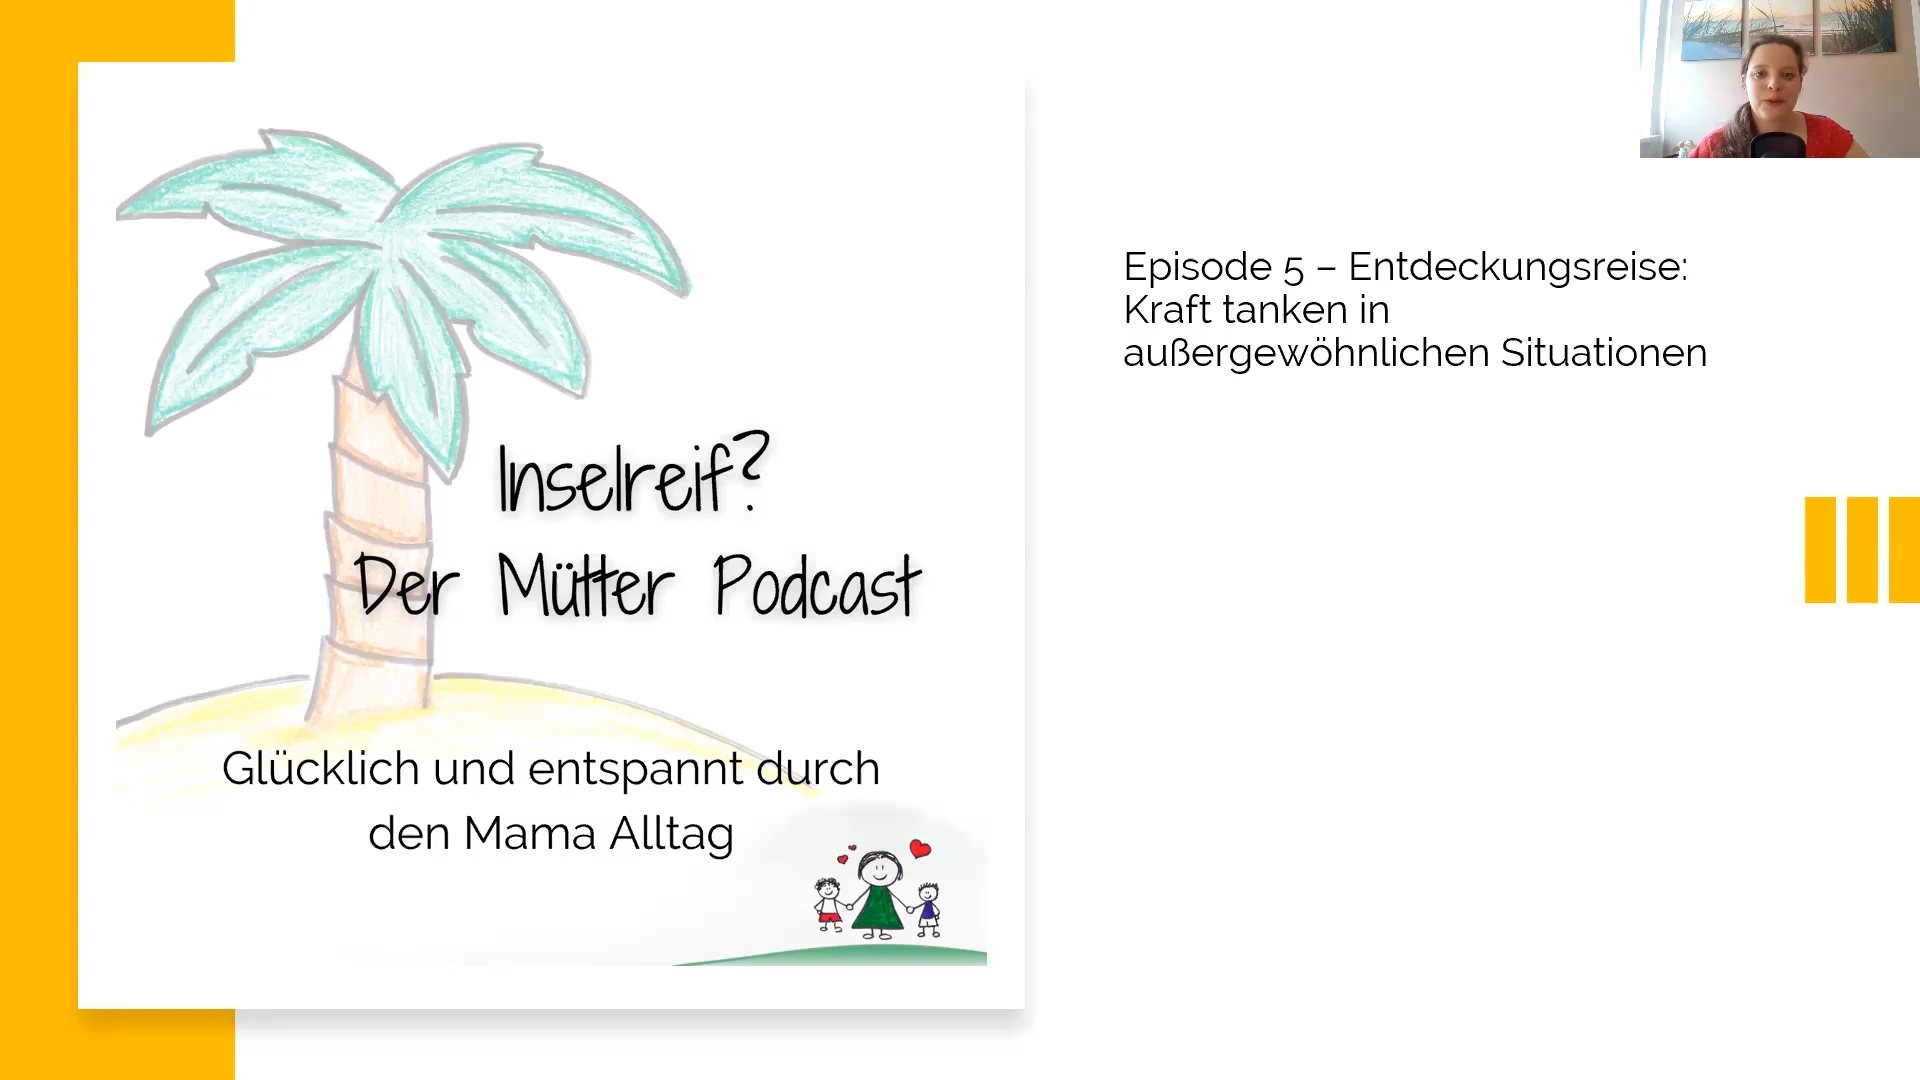 Inselreif?
Der Mütter Podcast
Glücklich und entspannt durch
den Mama Alltag
Episode 5 – Entdeckungsreise:
Kraft tanken in
außergewöhnlichen Situationen